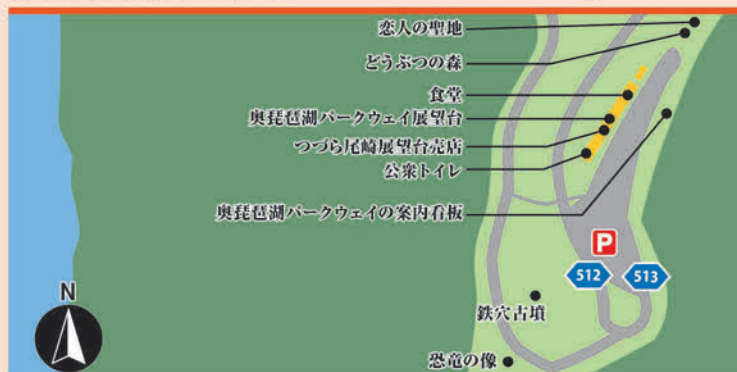 恋人の聖地
どうぶつの森
食堂
奥琵琶湖パークウェイ展望台
つづら尾崎展望台売店
公衆トイレ
奥琵琶湖パークウェイの案内看板
P
512 513
N
鉄穴古墳
恐竜の像